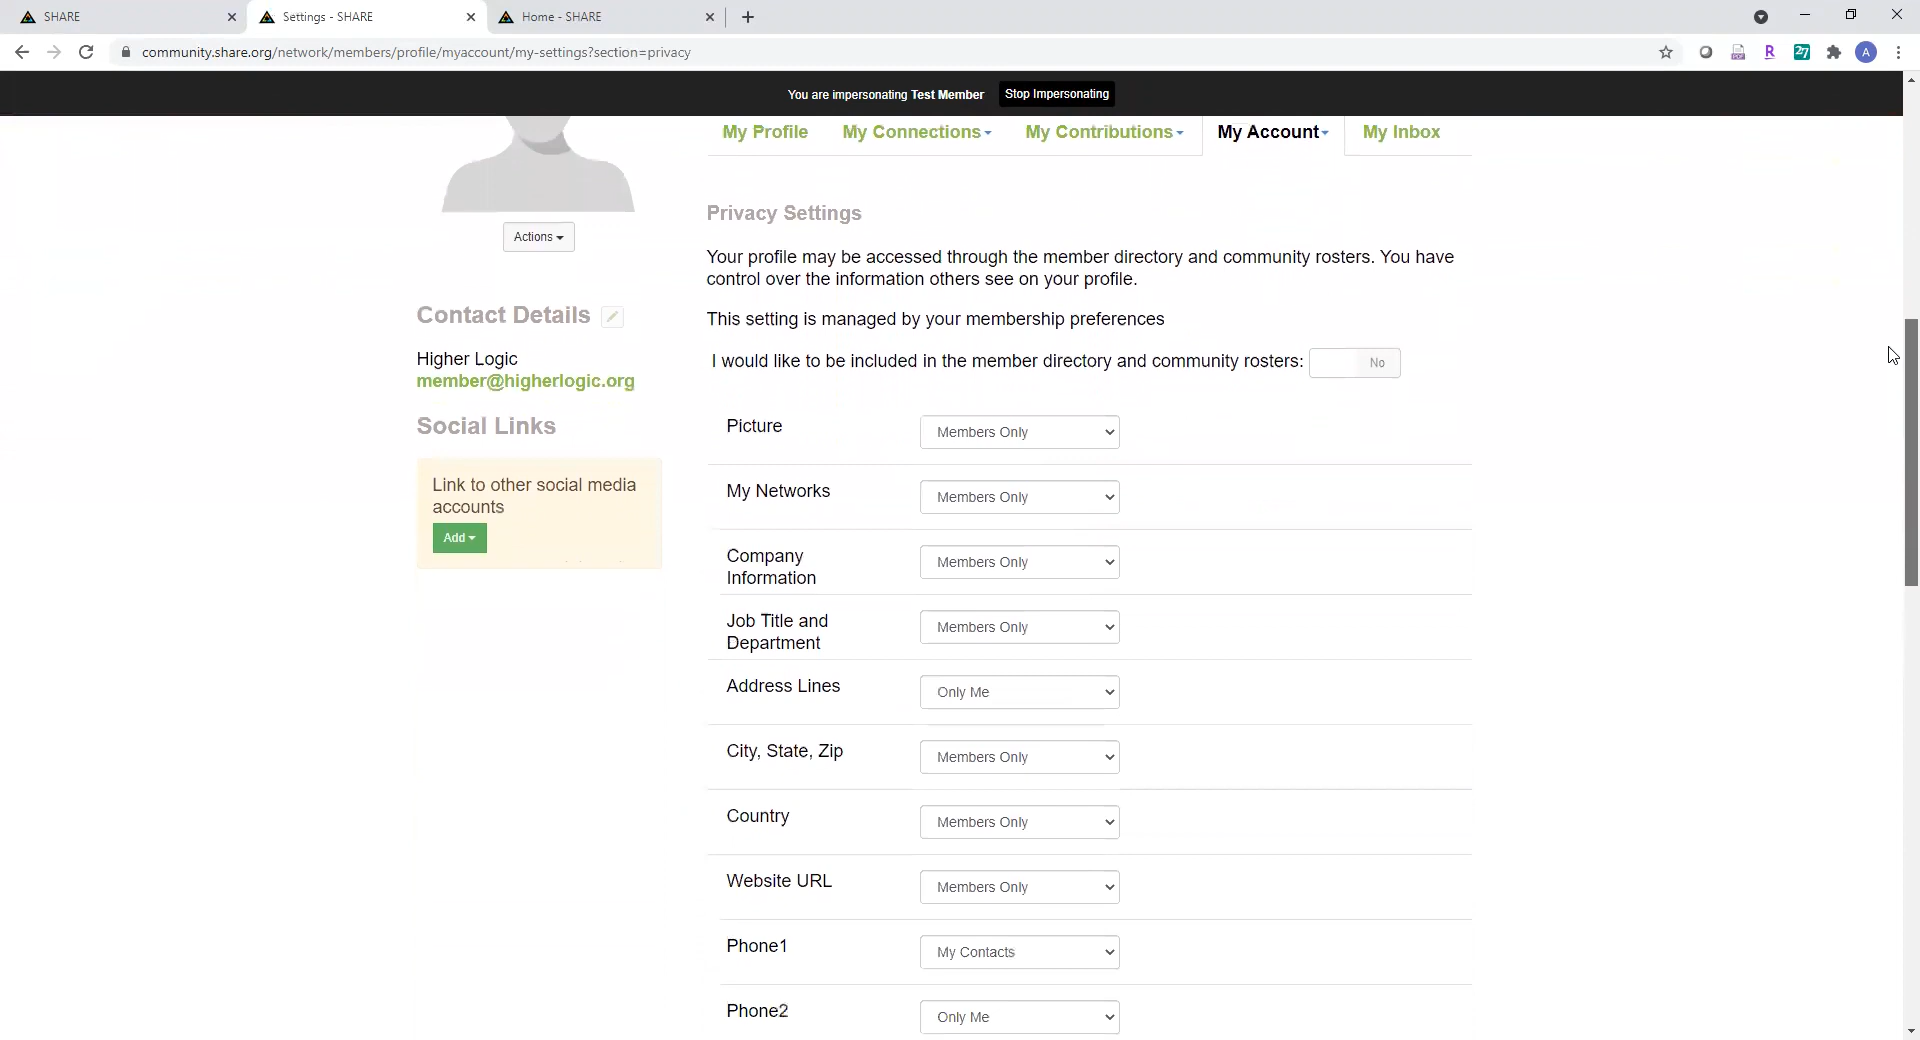 SHARE
Settings - SHARE
Home - SHARE
community.share.org/network/members/profile/myaccount/my-settings?section=privacy
PDF
R
27
A
You are impersonating Test Member
Stop Impersonating
My Profile
My Connections
My Contributions
My Account
My Inbox
Actions
Contact Details
Higher Logic
member@higherlogic.org
Social Links
Link to other social media
accounts
Add
Privacy Settings
Your profile may be accessed through the member directory and community rosters. You have
control over the information others see on your profile.
This setting is managed by your membership preferences
I would like to be included in the member directory and community rosters:
No
Picture
Members Only
My Networks
Members Only
Company
Information
Members Only
Job Title and
Department
Members Only
Address Lines
Only Me
City, State, Zip
Members Only
Country
Members Only
Website URL
Members Only
Phone1
My Contacts
Phone2
Only Me